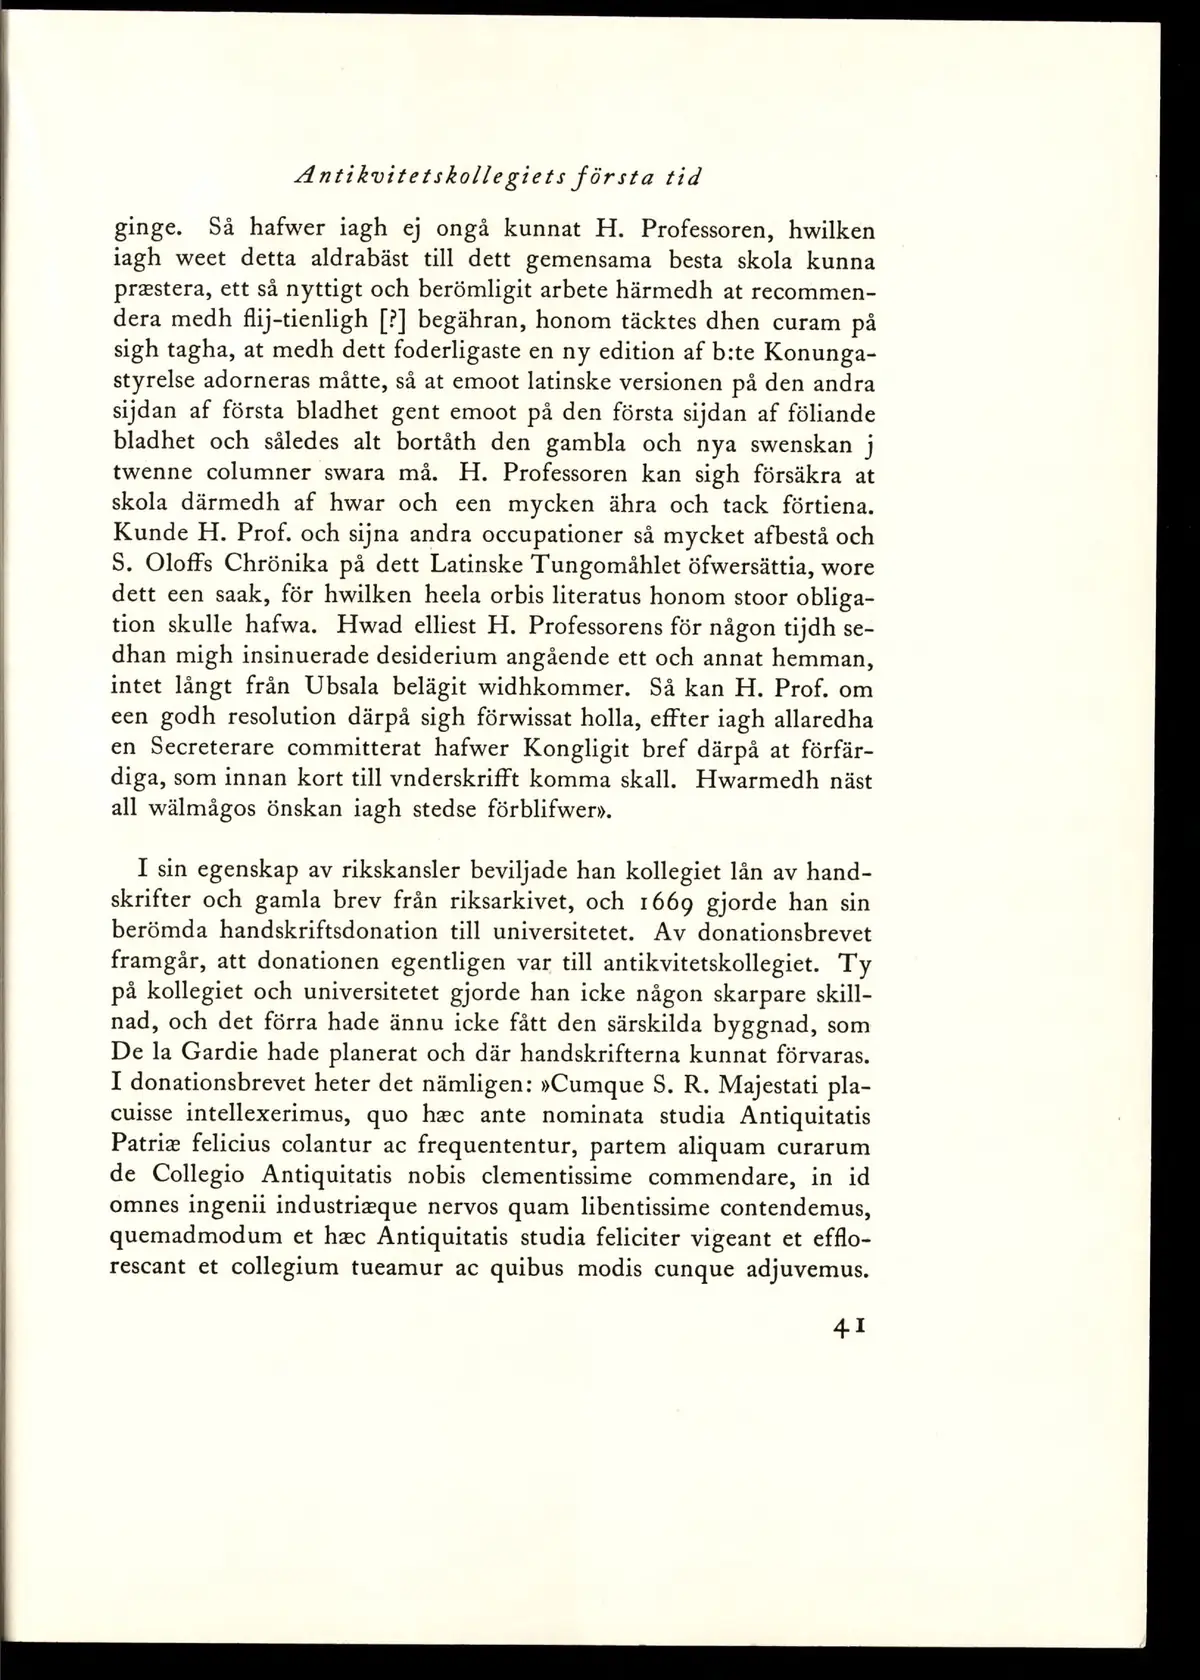 Antikvitetskollegiets första tid
ginge. Så hafwer iagh ej ongå kunnat H. Professoren, hwilken
iagh weet detta aldrabäst till dett gemensama besta skola kunna
præstera, ett så nyttigt och berömligit arbete härmedh at recommen-
dera medh flij-tienligh [?] begähran, honom täcktes dhen curam på
sigh tagha, at medh dett foderligaste en ny edition af b:te Konunga-
styrelse adorneras måtte, så at emoot latinske versionen på den andra
sijdan af första bladhet gent emoot på den första sijdan af föliande
bladhet och således alt bortåth den gambla och nya swenskan j
twenne columner swara må. H. Professoren kan sigh försäkra at
skola därmedh af hwar och een mycken ähra och tack förtiena.
Kunde H. Prof. och sijna andra occupationer så mycket afbestå och
S. Oloffs Chrönika på dett Latinske Tungomåhlet öfwersättia, wore
dett een saak, för hwilken heela orbis literatus honom stoor obliga-
tion skulle hafwa. Hwad elliest H. Professorens för någon tijdh se-
dhan migh insinuerade desiderium angående ett och annat hemman,
intet långt från Ubsala belägit widhkommer. Så kan H. Prof. om
een godh resolution därpå sigh förwissat holla, effter iagh allaredha
en Secreterare committerat hafwer Kongligit bref därpå at förfär-
diga, som innan kort till vnderskrifft komma skall. Hwarmedh näst
all wälmågos önskan iagh stedse förblifwer».
I sin egenskap av rikskansler beviljade han kollegiet lån av hand-
skrifter och gamla brev från riksarkivet, och 1669 gjorde han sin
berömda handskriftsdonation till universitetet. Av donationsbrevet
framgår, att donationen egentligen var till antikvitetskollegiet. Ty
på kollegiet och universitetet gjorde han icke någon skarpare skill-
nad, och det förra hade ännu icke fått den särskilda byggnad, som
De la Gardie hade planerat och där handskrifterna kunnat förvaras.
I donationsbrevet heter det nämligen: »Cumque S. R. Majestati pla-
cuisse intellexerimus, quo hæc ante nominata studia Antiquitatis
Patriæ felicius colantur ac frequententur, partem aliquam curarum
de Collegio Antiquitatis nobis clementissime commendare, in id
omnes ingenii industriæque nervos quam libentissime contendemus,
quemadmodum et hæc Antiquitatis studia feliciter vigeant et efflo-
rescant et collegium tueamur ac quibus modis cunque adjuvemus.
41